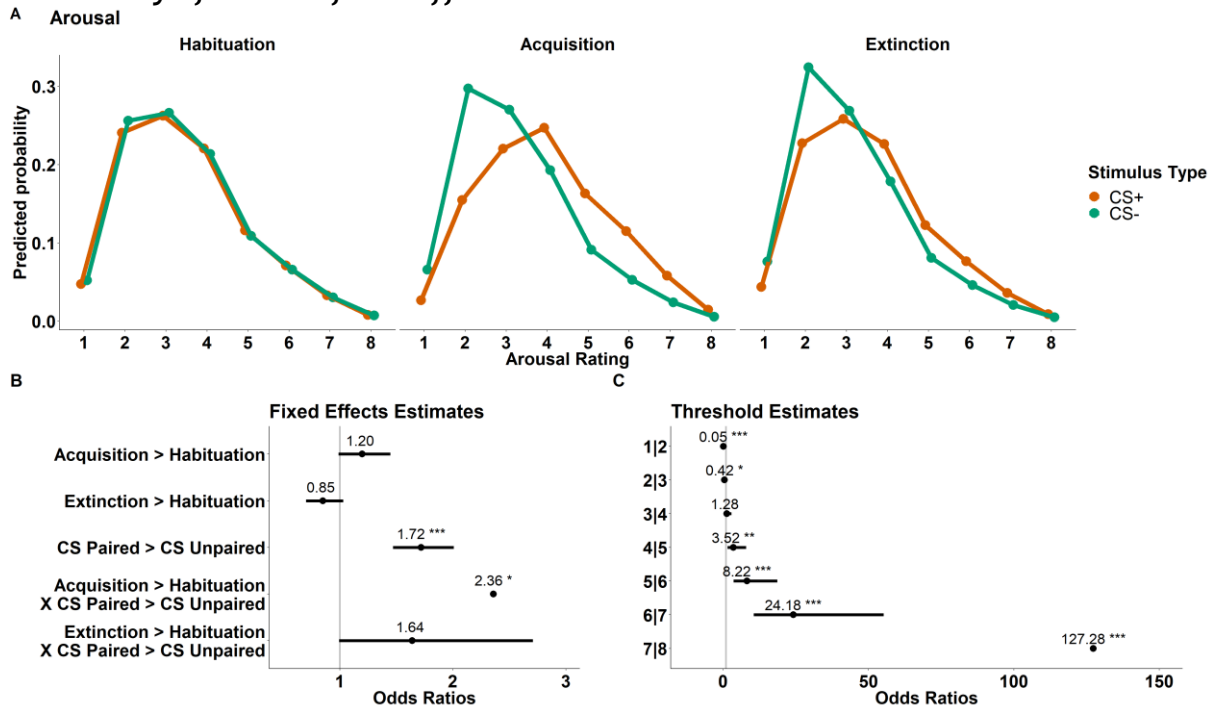 A
Arousal
Habituation
Acquisition
Extinction
Predicted probability
0.3
0.2
0.1
0.0
1 2 3 4 5 6 7 8
1 2 3 4 5 6 7 8
1 2 3 4 5 6 7 8
Arousal Rating
Stimulus Type
CS+
CS-
B
Fixed Effects Estimates
Acquisition > Habituation
1.20
Extinction > Habituation
0.85
CS Paired > CS Unpaired
1.72 ***
Acquisition > Habituation
X CS Paired > CS Unpaired
2.36 *
Extinction > Habituation
X CS Paired > CS Unpaired
1.64
1 2 3
Odds Ratios
C
Threshold Estimates
1|2
0.05 ***
2|3
0.42 *
3|4
1.28
4|5
3.52 **
5|6
8.22 ***
6|7
24.18 ***
7|8
127.28 ***
0 50 100 150
Odds Ratios